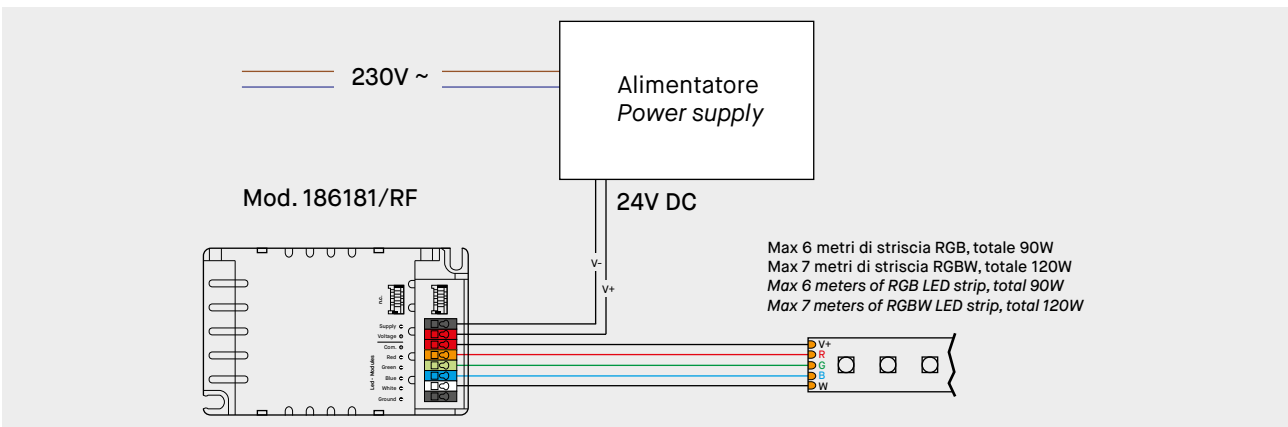 230V ~
Alimentatore
Power supply
Mod. 186181/RF
24V DC
V-
V+
Max 6 metri di striscia RGB, totale 90W
Max 7 metri di striscia RGBW, totale 120W
Max 6 meters of RGB LED strip, total 90W
Max 7 meters of RGBW LED strip, total 120W
n.c.
Supply
Voltage
Com.
Red
Green
Blue
White
Ground
Led - Modules
V+
R
G
B
W